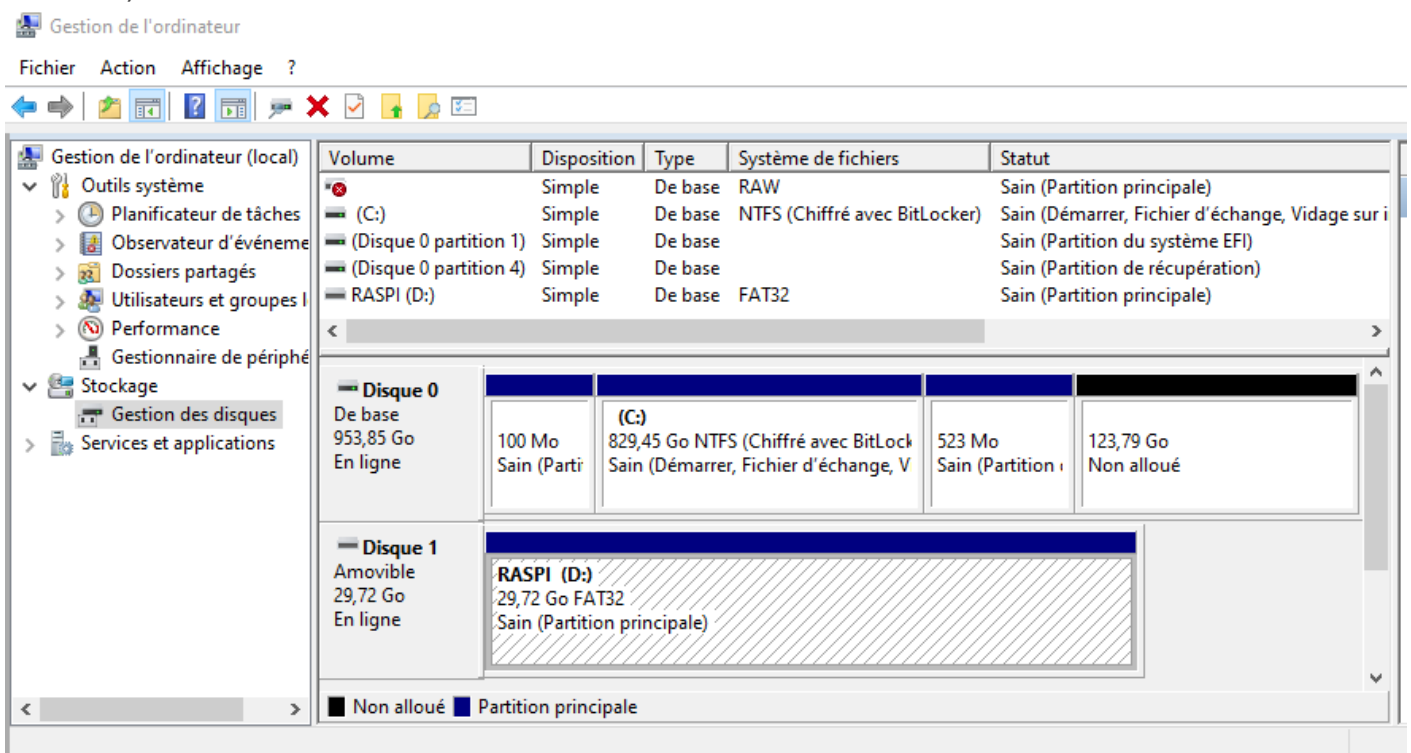 Gestion de l'ordinateur
Fichier Action Affichage ?
Gestion de l'ordinateur (local)
Outils système
Planificateur de tâches
Observateur d'événeme
Dossiers partagés
Utilisateurs et groupes l
Performance
Gestionnaire de périphé
Stockage
Gestion des disques
Services et applications
Volume Disposition Type Système de fichiers Statut
Simple De base RAW Sain (Partition principale)
(C:) Simple De base NTFS (Chiffré avec BitLocker) Sain (Démarrer, Fichier d'échange, Vidage sur i
(Disque 0 partition 1) Simple De base Sain (Partition du système EFI)
(Disque 0 partition 4) Simple De base Sain (Partition de récupération)
RASPI (D:) Simple De base FAT32 Sain (Partition principale)
Disque 0
De base
953,85 Go
En ligne
100 Mo
Sain (Parti
(C:)
829,45 Go NTFS (Chiffré avec BitLock
Sain (Démarrer, Fichier d'échange, V
523 Mo
Sain (Partition
123,79 Go
Non alloué
Disque 1
Amovible
29,72 Go
En ligne
RASPI (D:)
29,72 Go FAT32
Sain (Partition principale)
Non alloué Partition principale